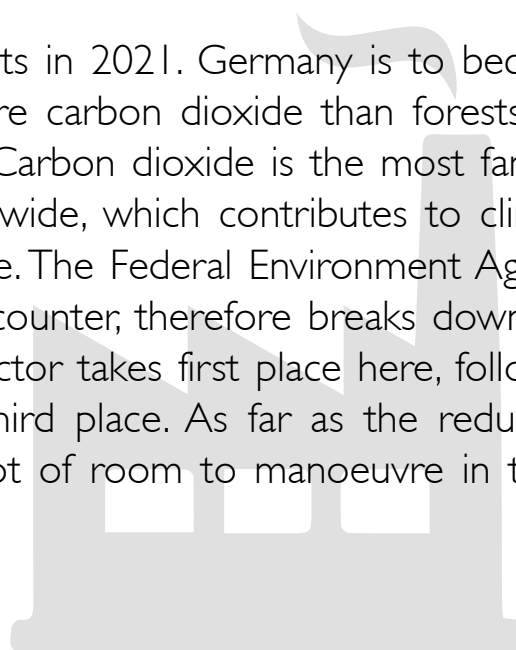 ts in 2021. Germany is to bec
re carbon dioxide than forests
Carbon dioxide is the most far
wide, which contributes to cli
e. The Federal Environment Ag
counter, therefore breaks down
ctor takes first place here, follo
hird place. As far as the redu
ot of room to manoeuvre in t